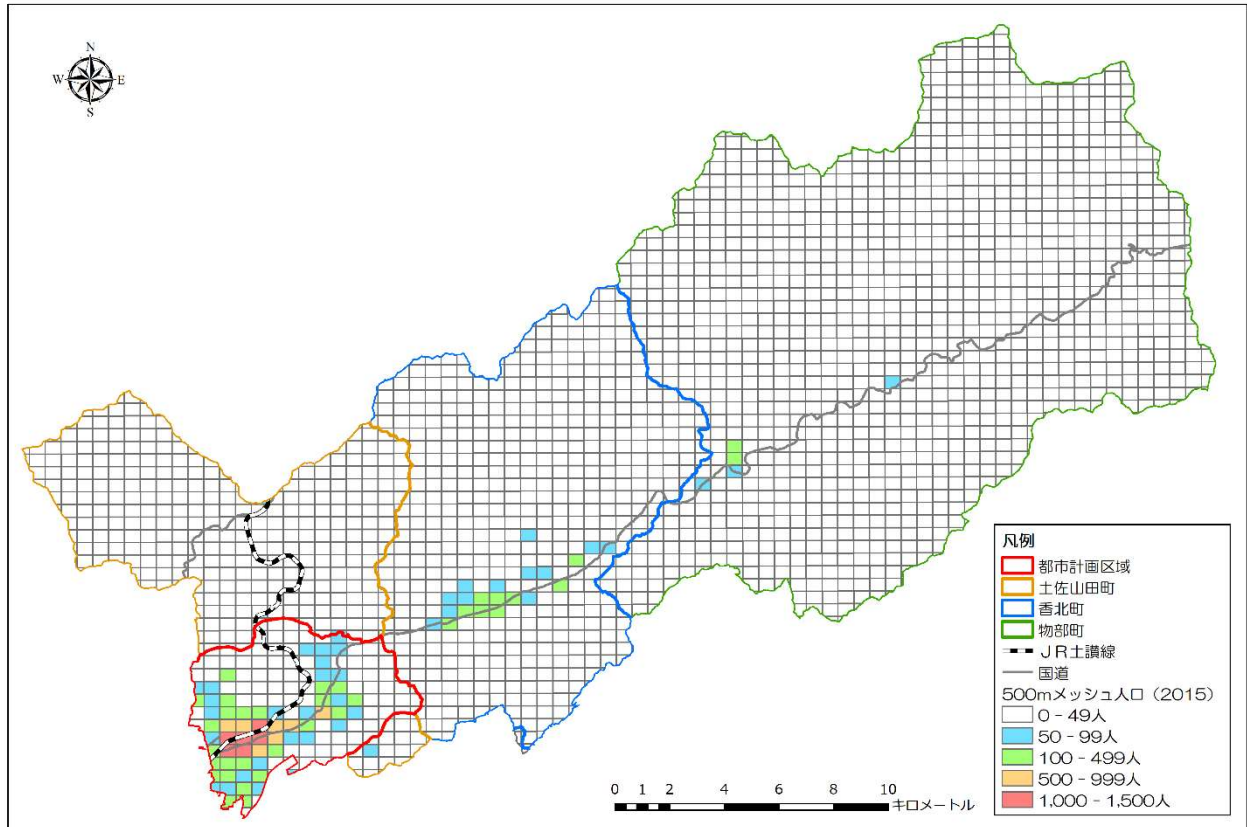 N
W
E
S
凡例
都市計画区域
土佐山田町
香北町
物部町
JR土讃線
国道
500mメッシュ人口（2015）
0 - 49人
50 - 99人
100 - 499人
500 - 999人
1,000 - 1,500人
0 1 2 4 6 8 10
キロメートル